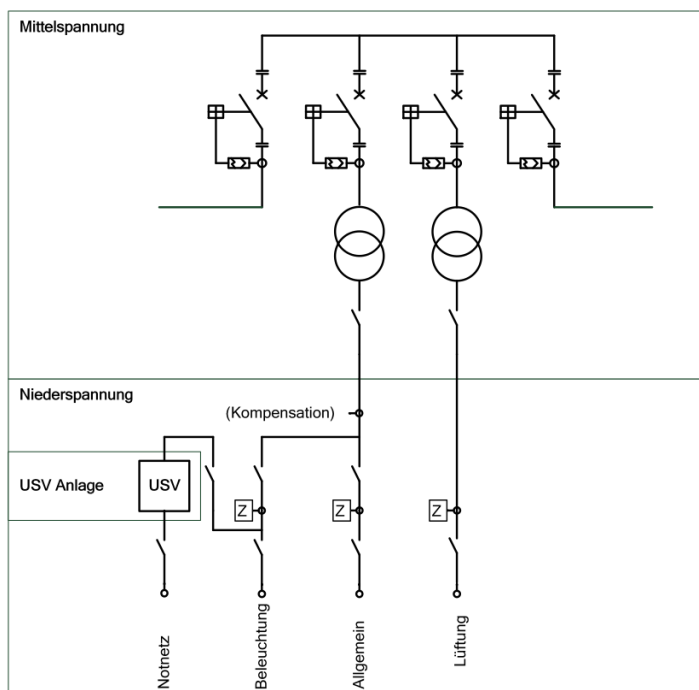 Mittelspannung
Niederspannung
(Kompensation)
USV Anlage
USV
Z
Z
Z
Notnetz
Beleuchtung
Allgemein
Lüftung